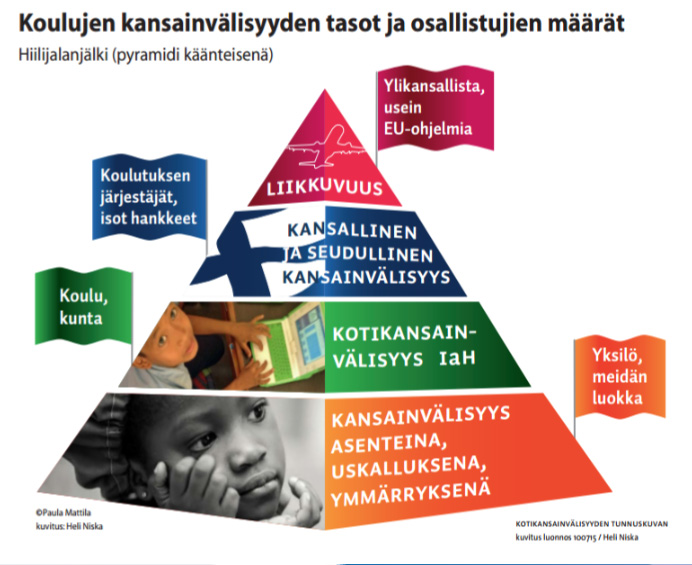 Koulujen kansainvälisyyden tasot ja osallistujien määrät
Hiilijalanjälki (pyramidi käänteisenä)
Ylikansallista,
usein
EU-ohjelmia
LIIKKUVUUS
Koulutuksen
järjestäjät,
isot hankkeet
KANSALLINEN
JA SEUDULLINEN
KANSAINVÄLISYYS
Koulu,
kunta
KOTIKANSAIN-
VÄLISYYS IaH
Yksilö,
meidän
luokka
KANSAINVÄLISYYS
ASENTEINA,
USKALLUKSENA,
YMMÄRRYKSENÄ
©Paula Mattila
kuvitus: Heli Niska
KOTIKANSAINVÄLISYYDEN TUNNUSKUVAN
kuvitus luonnos 100715 / Heli Niska